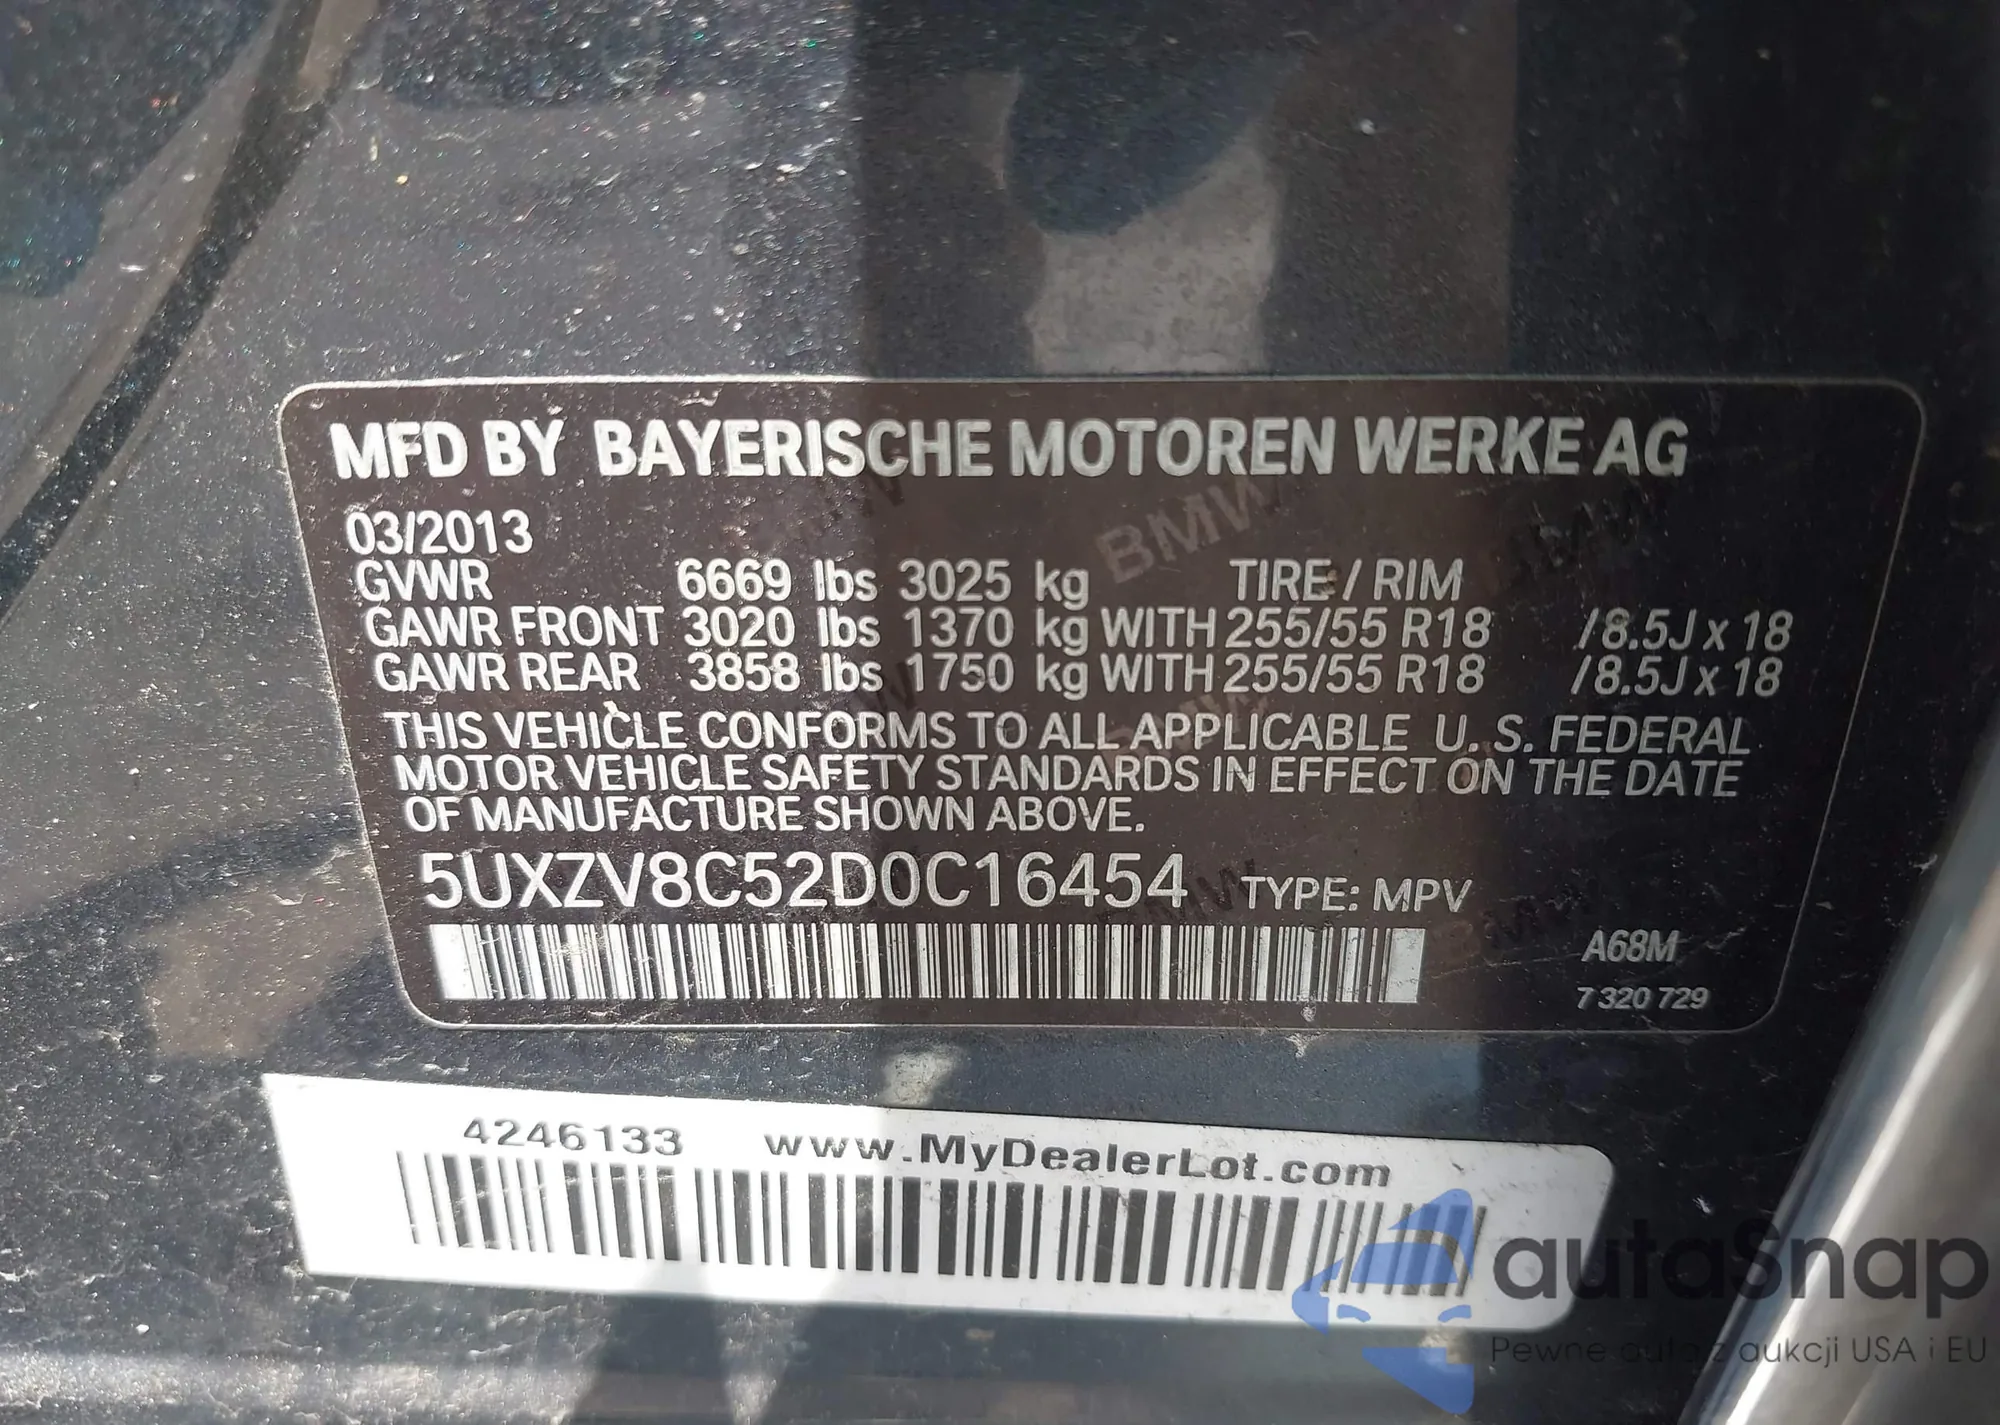 MFD BY BAYERISCHE MOTOREN WERKE AG
03/2013
GVWR 6669 lbs 3025 kg TIRE / RIM
GAWR FRONT 3020 lbs 1370 kg WITH 255/55 R18 /8.5J x 18
GAWR REAR 3858 lbs 1750 kg WITH 255/55 R18 /8.5J x 18
THIS VEHICLE CONFORMS TO ALL APPLICABLE U. S. FEDERAL
MOTOR VEHICLE SAFETY STANDARDS IN EFFECT ON THE DATE
OF MANUFACTURE SHOWN ABOVE.
5UXZV8C52D0C16454 TYPE: MPV
A68M
7 320 729
4246133 www.MyDealerLot.com
autaSnap
Pewne auta z aukcji USA i EU